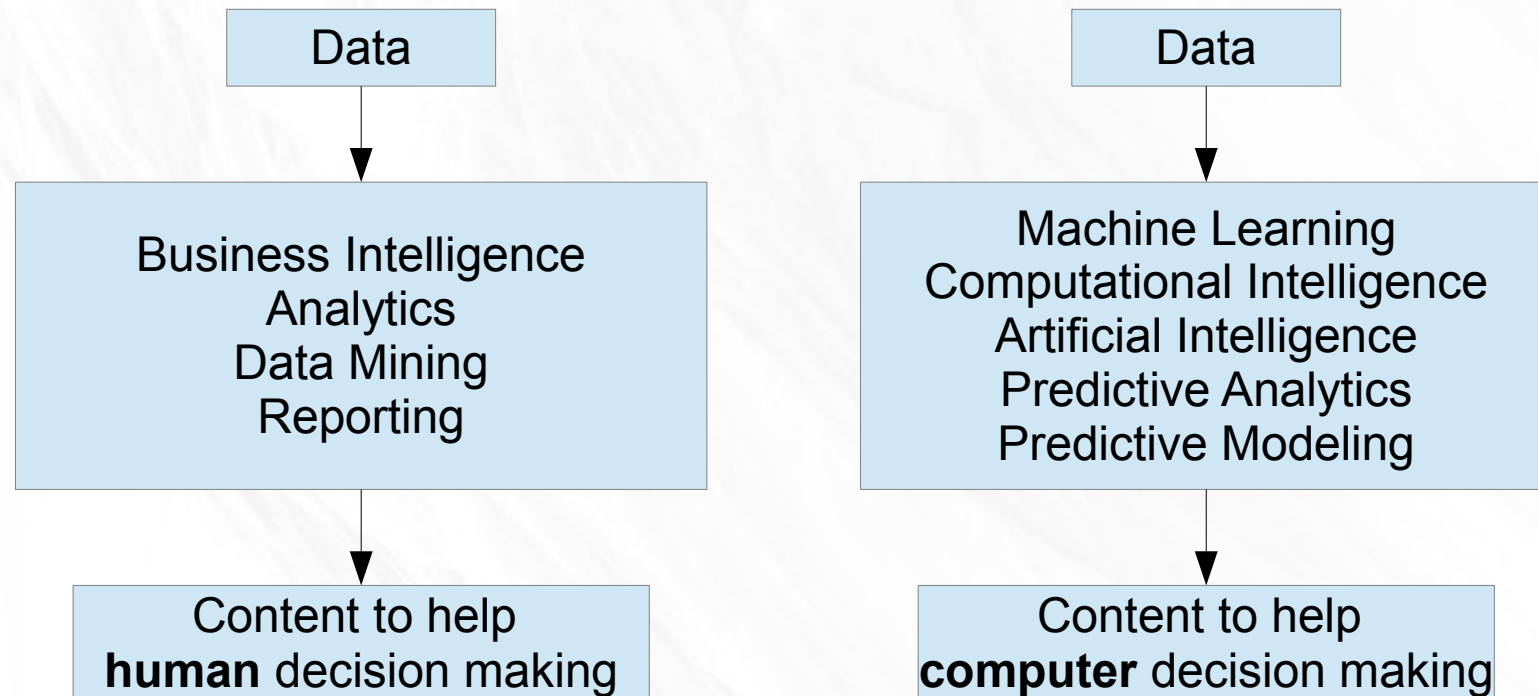 Data
Business Intelligence
Analytics
Data Mining
Reporting
Content to help
human decision making
Data
Machine Learning
Computational Intelligence
Artificial Intelligence
Predictive Analytics
Predictive Modeling
Content to help
computer decision making